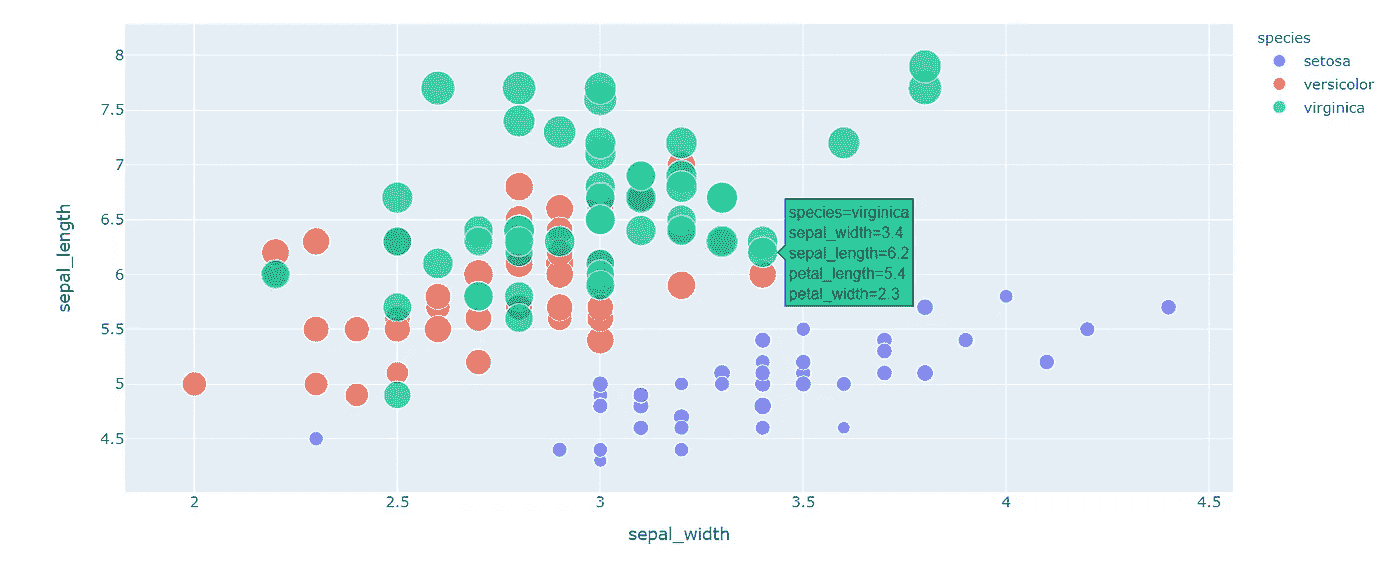 species
setosa
versicolor
virginica
8
7.5
7
6.5
6
5.5
5
4.5
sepal_length
species=virginica
sepal_width=3.4
sepal_length=6.2
petal_length=5.4
petal_width=2.3
2
2.5
3
3.5
4
4.5
sepal_width